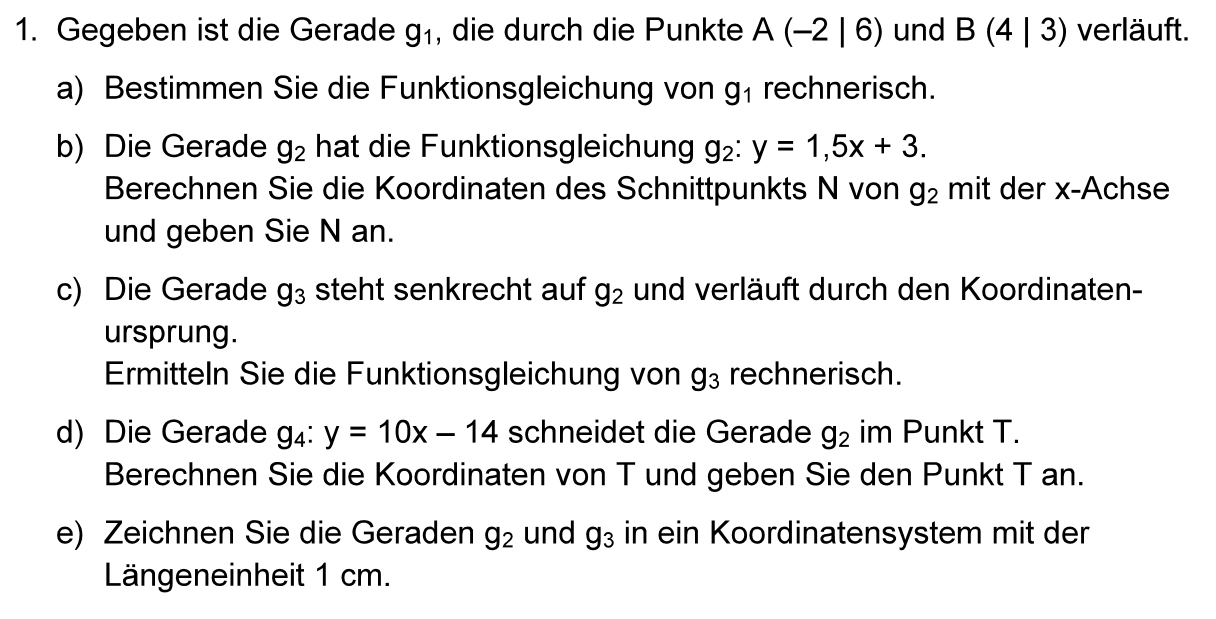 1. Gegeben ist die Gerade g₁, die durch die Punkte A (–2 | 6) und B (4 | 3) verläuft.
a) Bestimmen Sie die Funktionsgleichung von g₁ rechnerisch.
b) Die Gerade g₂ hat die Funktionsgleichung g₂: y = 1,5x + 3.
Berechnen Sie die Koordinaten des Schnittpunkts N von g₂ mit der x-Achse
und geben Sie N an.
c) Die Gerade g₃ steht senkrecht auf g₂ und verläuft durch den Koordinaten-
ursprung.
Ermitteln Sie die Funktionsgleichung von g₃ rechnerisch.
d) Die Gerade g₄: y = 10x – 14 schneidet die Gerade g₂ im Punkt T.
Berechnen Sie die Koordinaten von T und geben Sie den Punkt T an.
e) Zeichnen Sie die Geraden g₂ und g₃ in ein Koordinatensystem mit der
Längeneinheit 1 cm.